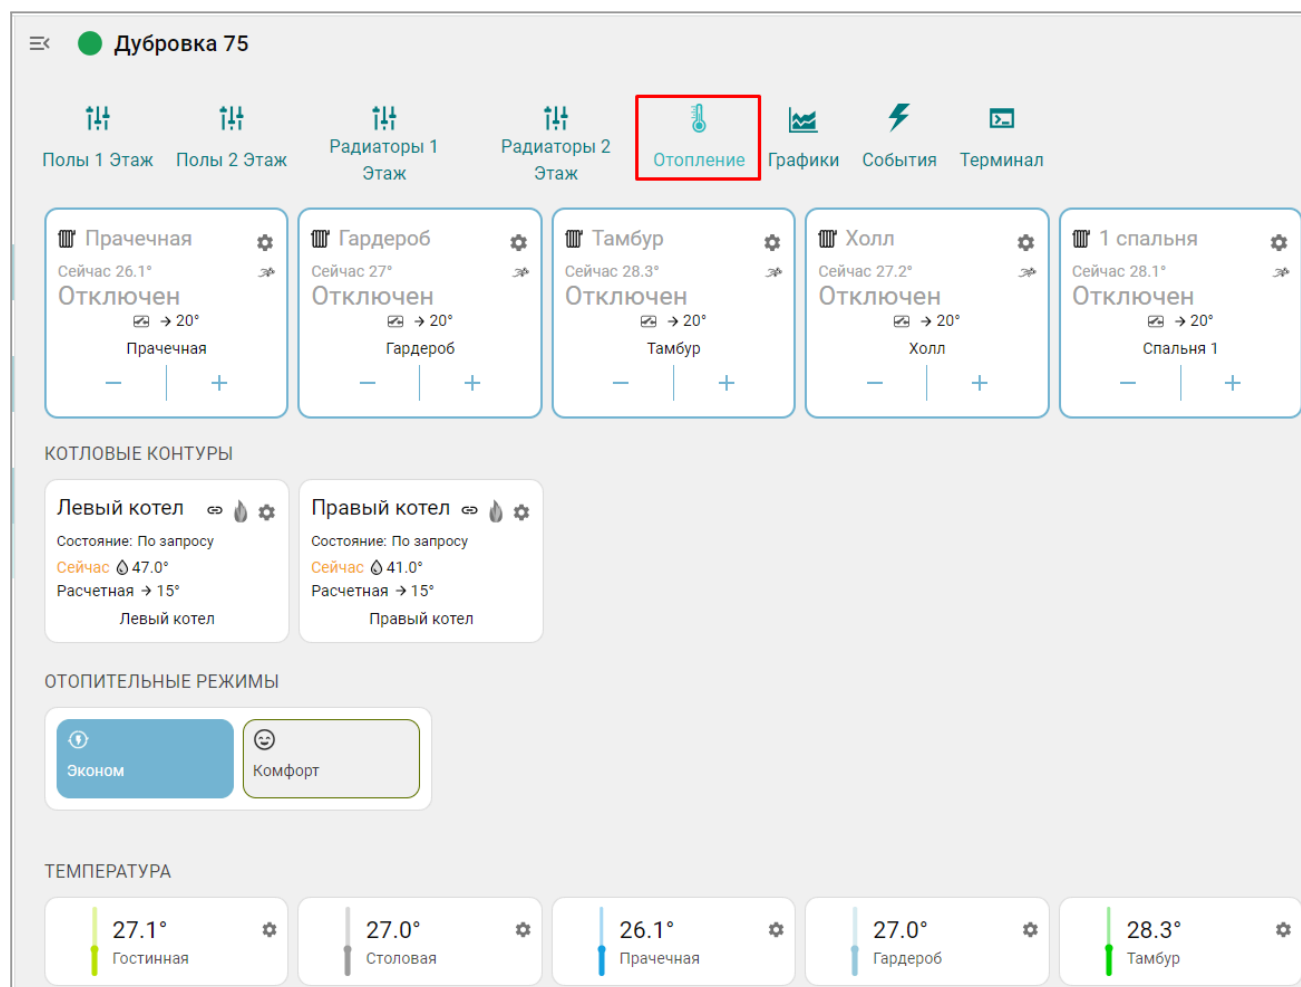 Дубровка 75
Полы 1 Этаж
Полы 2 Этаж
Радиаторы 1
Этаж
Радиаторы 2
Этаж
Отопление
Графики
События
Терминал
Прачечная
Сейчас 26.1°
Отключен
→ 20°
Прачечная
− +
Гардероб
Сейчас 27°
Отключен
→ 20°
Гардероб
− +
Тамбур
Сейчас 28.3°
Отключен
→ 20°
Тамбур
− +
Холл
Сейчас 27.2°
Отключен
→ 20°
Холл
− +
1 спальня
Сейчас 28.1°
Отключен
→ 20°
Спальня 1
− +
КОТЛОВЫЕ КОНТУРЫ
Левый котел
Состояние: По запросу
Сейчас 47.0°
Расчетная → 15°
Левый котел
Правый котел
Состояние: По запросу
Сейчас 41.0°
Расчетная → 15°
Правый котел
ОТОПИТЕЛЬНЫЕ РЕЖИМЫ
Эконом
Комфорт
ТЕМПЕРАТУРА
27.1°
Гостинная
27.0°
Столовая
26.1°
Прачечная
27.0°
Гардероб
28.3°
Тамбур